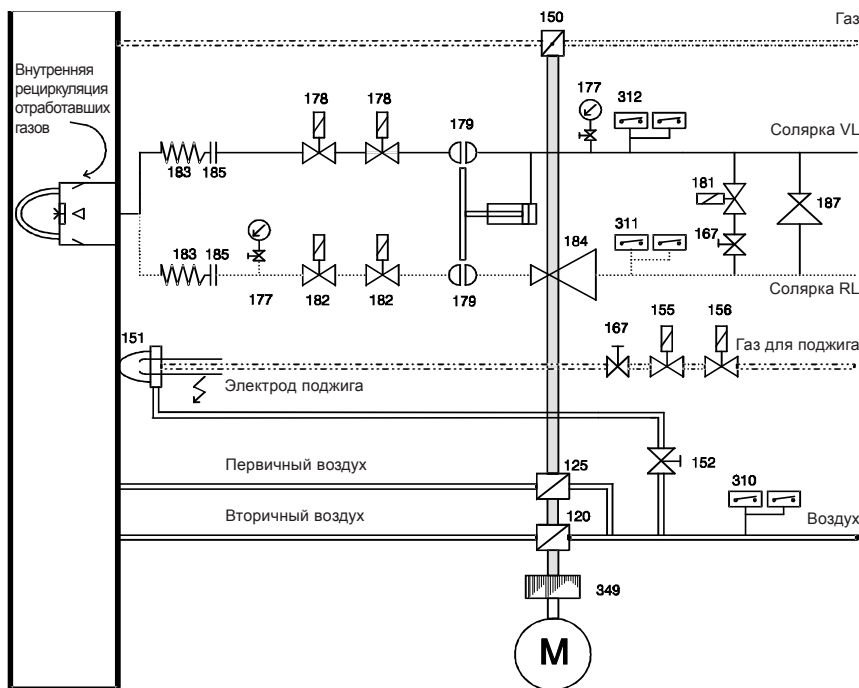 150
Газ
Внутренняя
рециркуляция
отработавших
газов
178
178
179
177
312
Солярка VL
183
185
181
187
183
185
177
182
182
179
184
311
167
Солярка RL
151
167
155
156
Газ для поджига
Электрод поджига
152
Первичный воздух
125
310
Вторичный воздух
120
Воздух
349
M